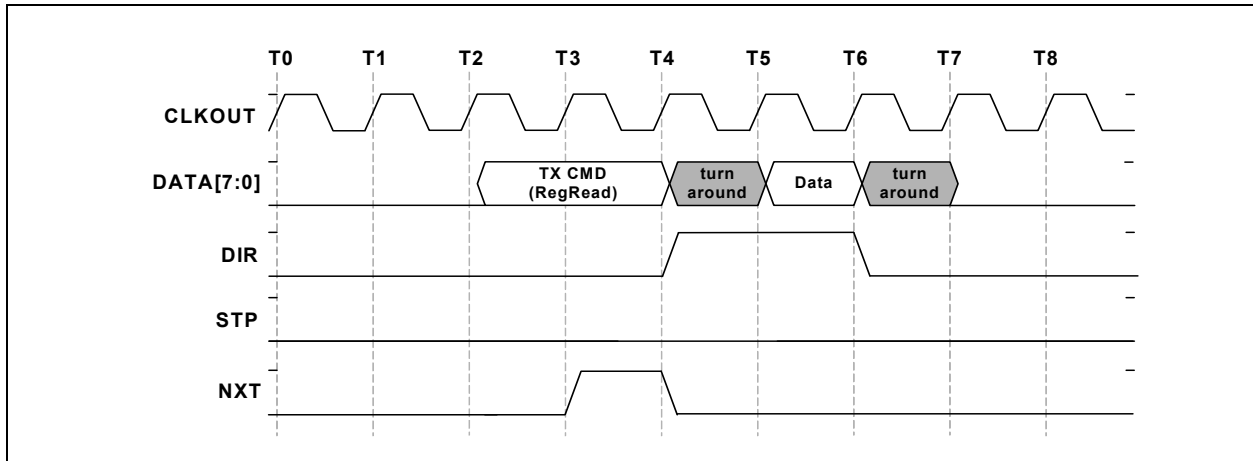 T0 T1 T2 T3 T4 T5 T6 T7 T8
CLKOUT
DATA[7:0]
TX CMD
(RegRead)
turn
around
Data
turn
around
DIR
STP
NXT